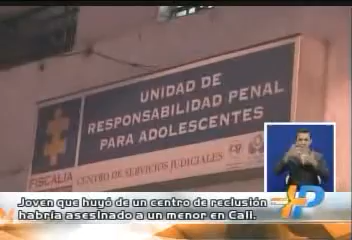 UNIDAD DE
RESPONSABILIDAD PENAL
PARA ADOLESCENTES
FISCALIA
CENTRO DE SERVICIOS JUDICIALES
Joven que huyó de un centro de reclusión
habría asesinado a un menor en Cali.